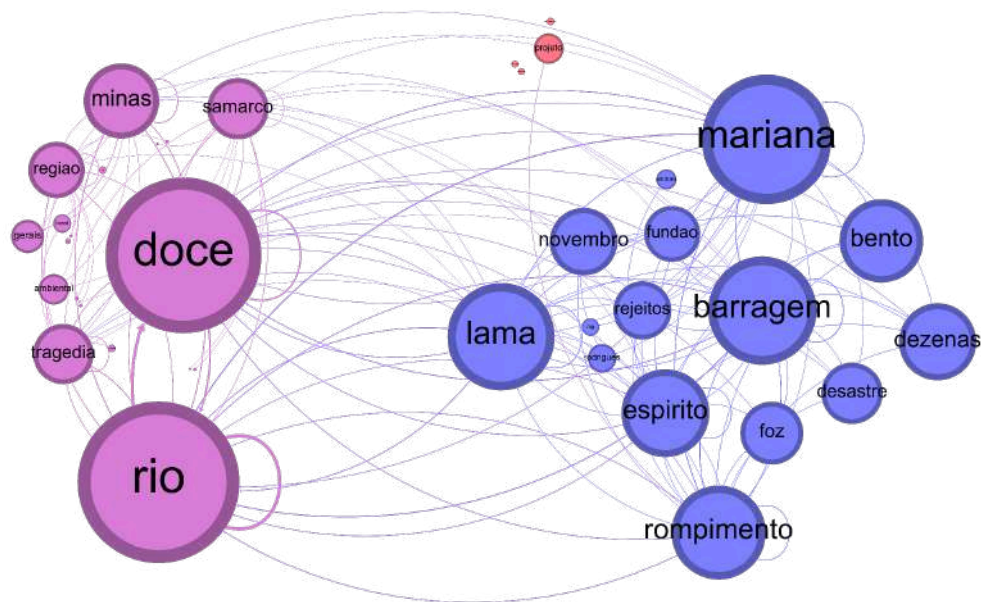 projeto
minas
samarco
mariana
regiao
gerais
doce
novembro
fundao
bento
ambiental
rejeitos
barragem
lama
dezenas
tragedia
rodrigues
desastre
espirito
foz
rio
rompimento